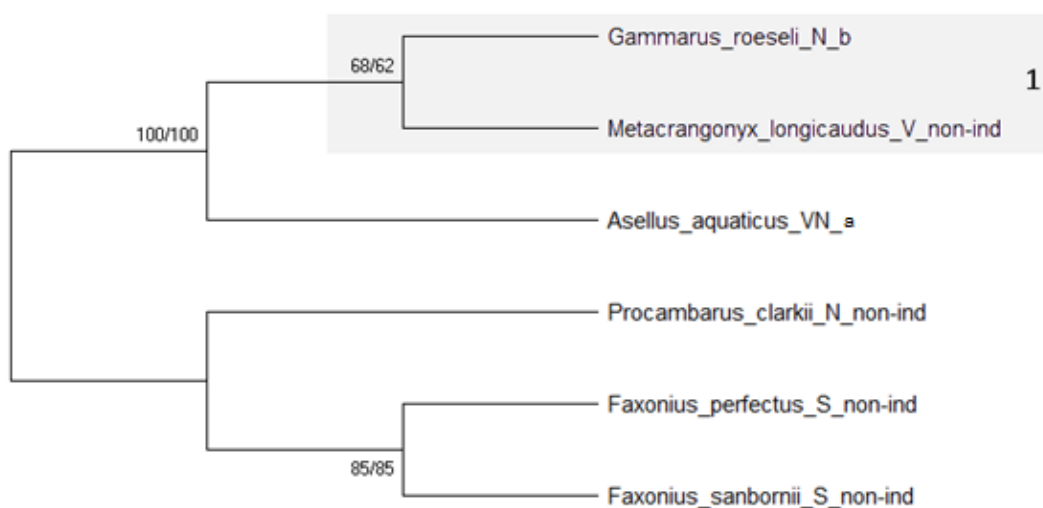 Gammarus_roeseli_N_b
68/62
1
Metacrangonyx_longicaudus_V_non-ind
100/100
Asellus_aquaticus_VN_a
Procambarus_clarkii_N_non-ind
Faxonius_perfectus_S_non-ind
85/85
Faxonius_sanbornii_S_non-ind